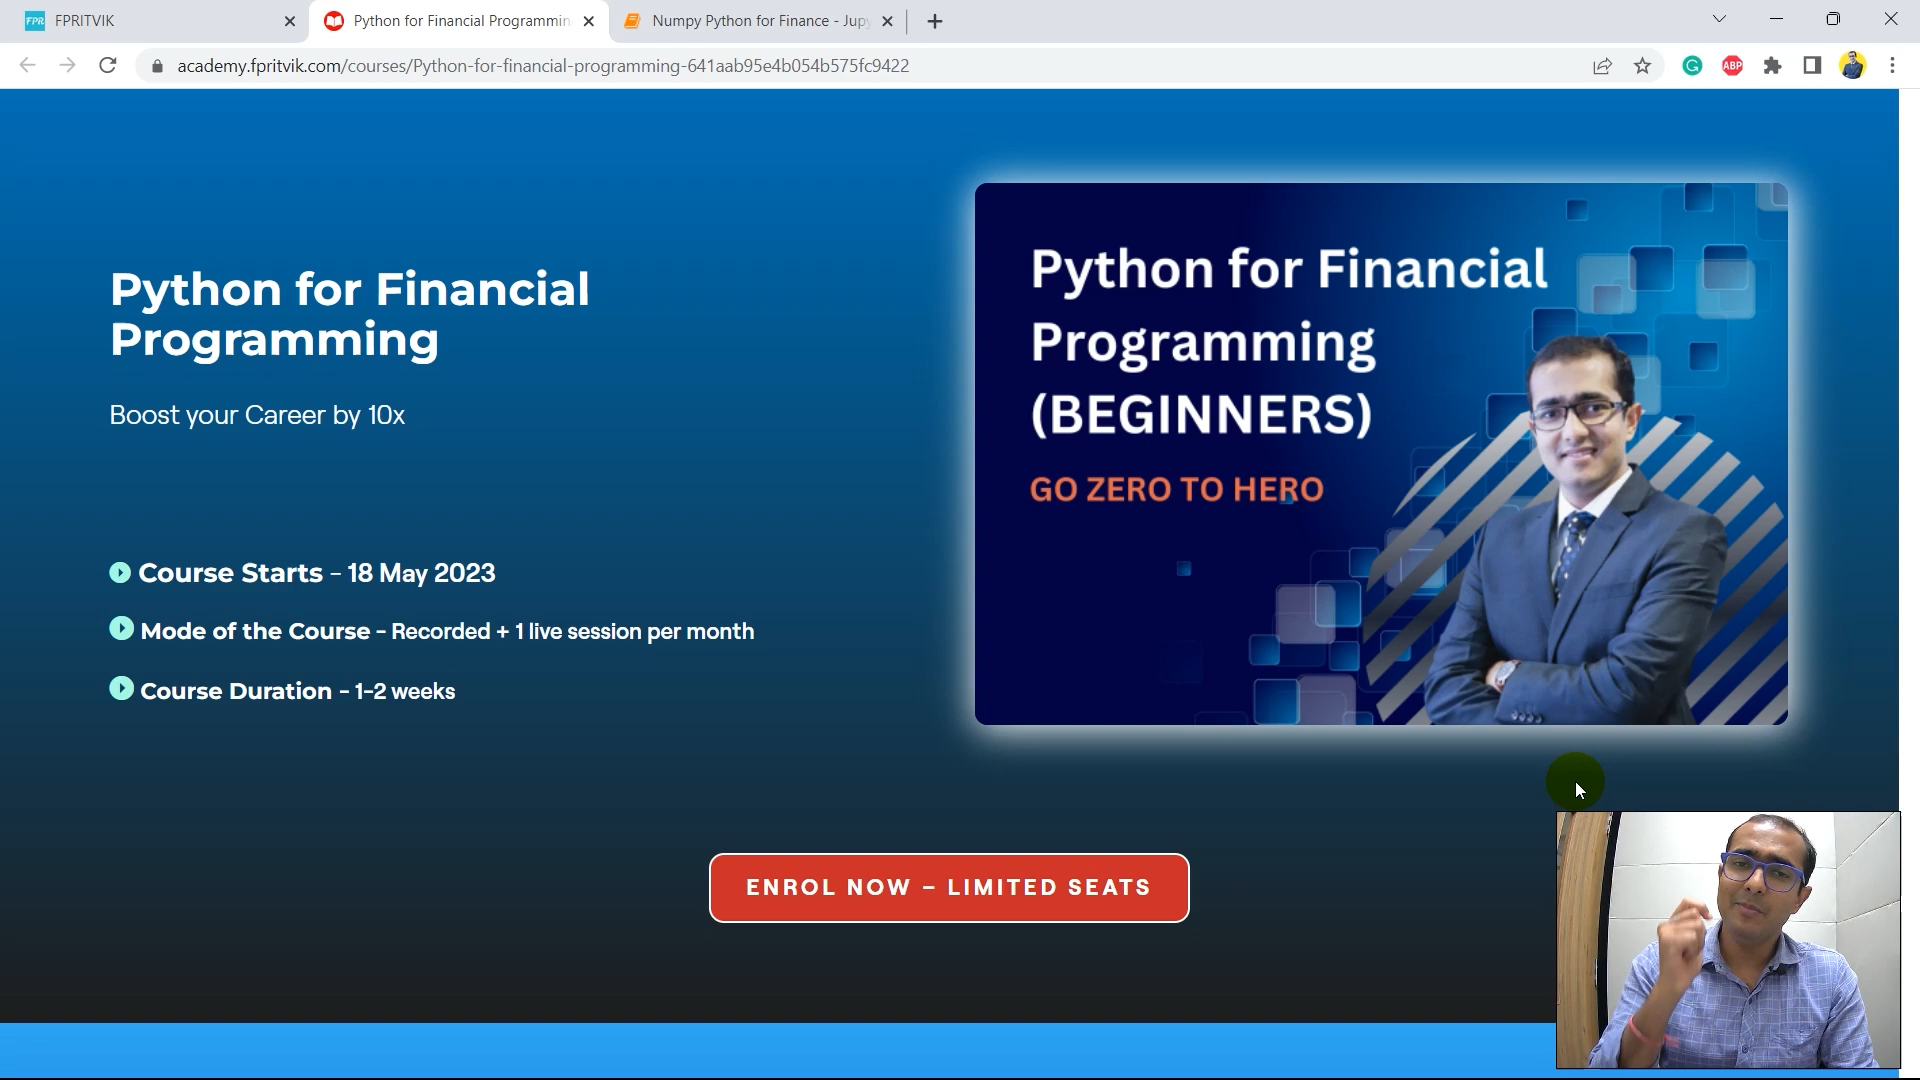 FPR
FPRITVIK
Python for Financial Programmin
Numpy Python for Finance - Jup
academy.fpritvik.com/courses/Python-for-financial-programming-641aab95e4b054b575fc9422
ABP
Python for Financial
Programming
Boost your Career by 10x
Course Starts - 18 May 2023
Mode of the Course - Recorded + 1 live session per month
Course Duration - 1-2 weeks
Python for Financial
Programming
(BEGINNERS)
GO ZERO TO HERO
ENROL NOW - LIMITED SEATS